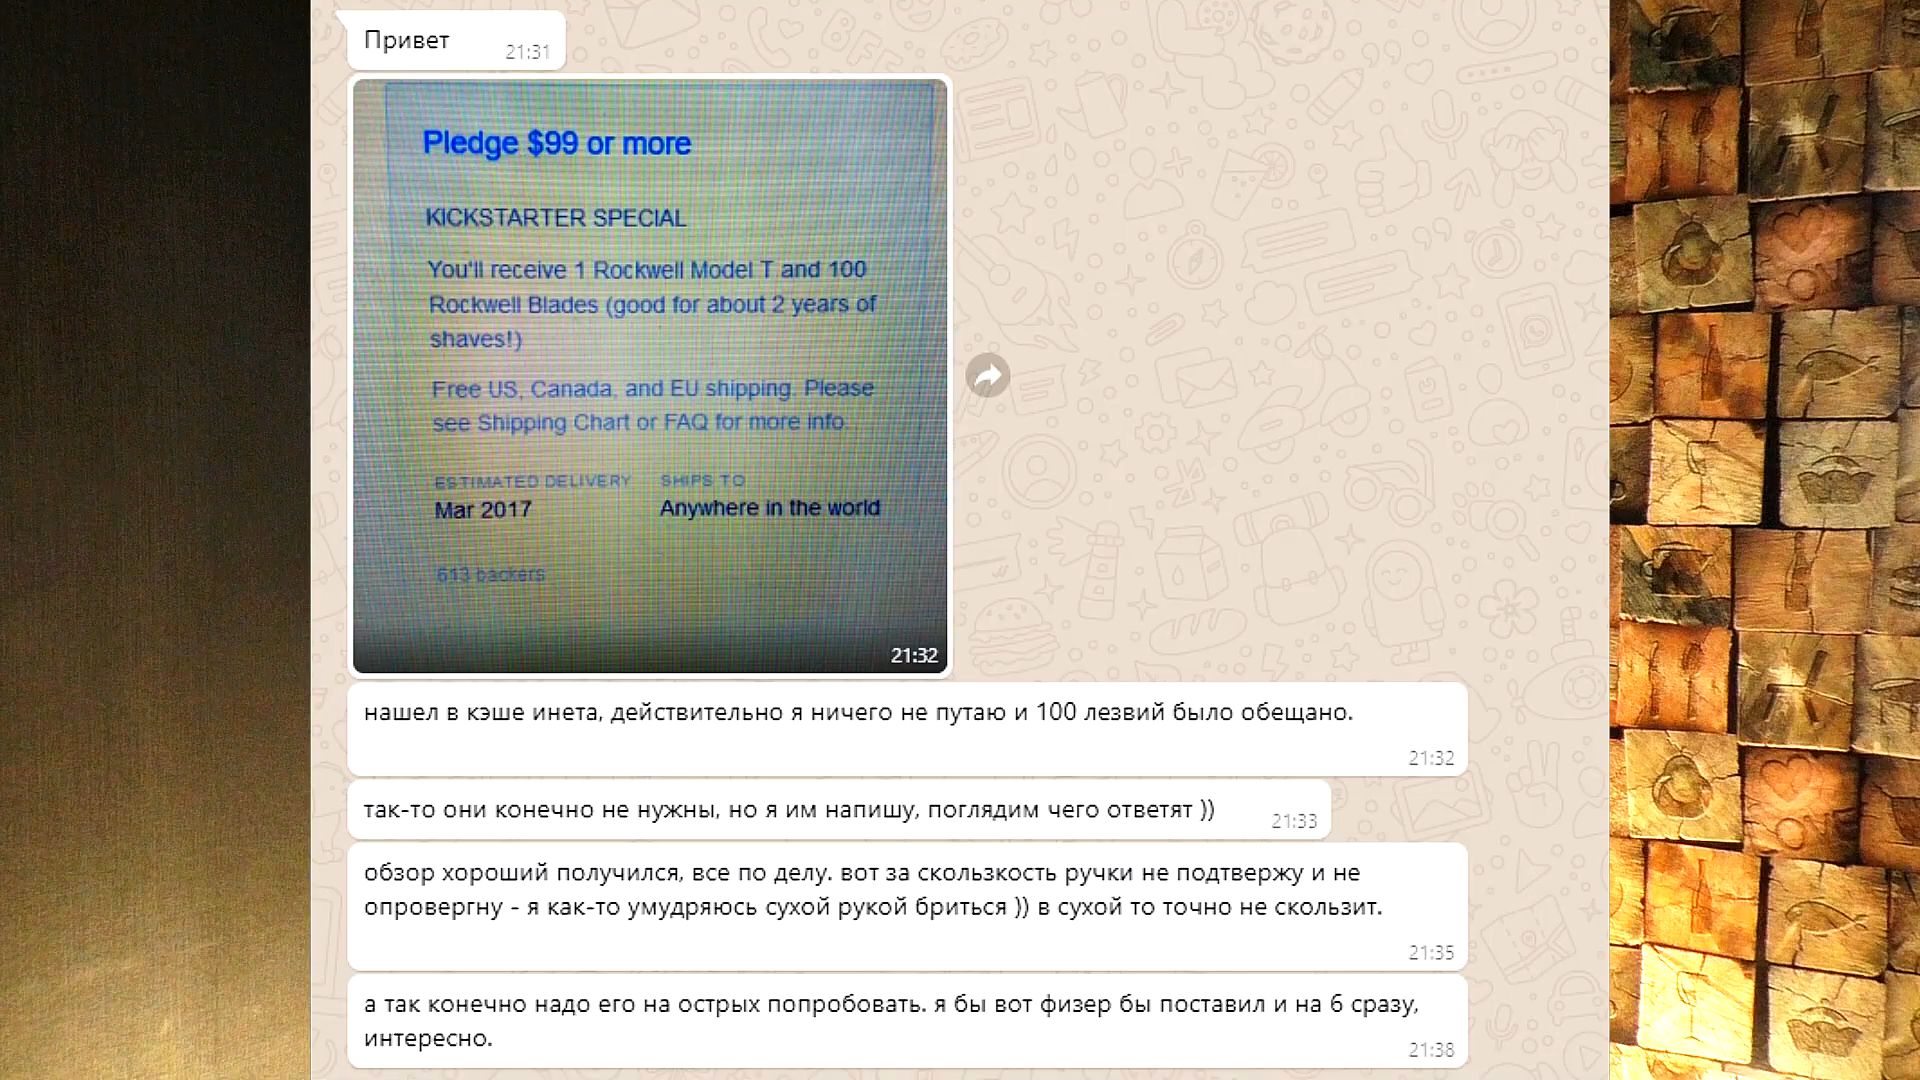 Привет
21:31
Pledge $99 or more
KICKSTARTER SPECIAL
You'll receive 1 Rockwell Model T and 100
Rockwell Blades (good for about 2 years of
shaves!)
Free US, Canada, and EU shipping. Please
see Shipping Chart or FAQ for more info.
ESTIMATED DELIVERY SHIPS TO
Mar 2017 Anywhere in the world
613 backers
21:32
нашел в кэше инета, действительно я ничего не путаю и 100 лезвий было обещано.
21:32
так-то они конечно не нужны, но я им напишу, поглядим чего ответят ))
21:33
обзор хороший получился, все по делу. вот за скользкость ручки не подтвержу и не
опровергну - я как-то умудряюсь сухой рукой бриться )) в сухой то точно не скользит.
21:35
а так конечно надо его на острых попробовать. я бы вот физер бы поставил и на 6 сразу,
интересно.
21:38